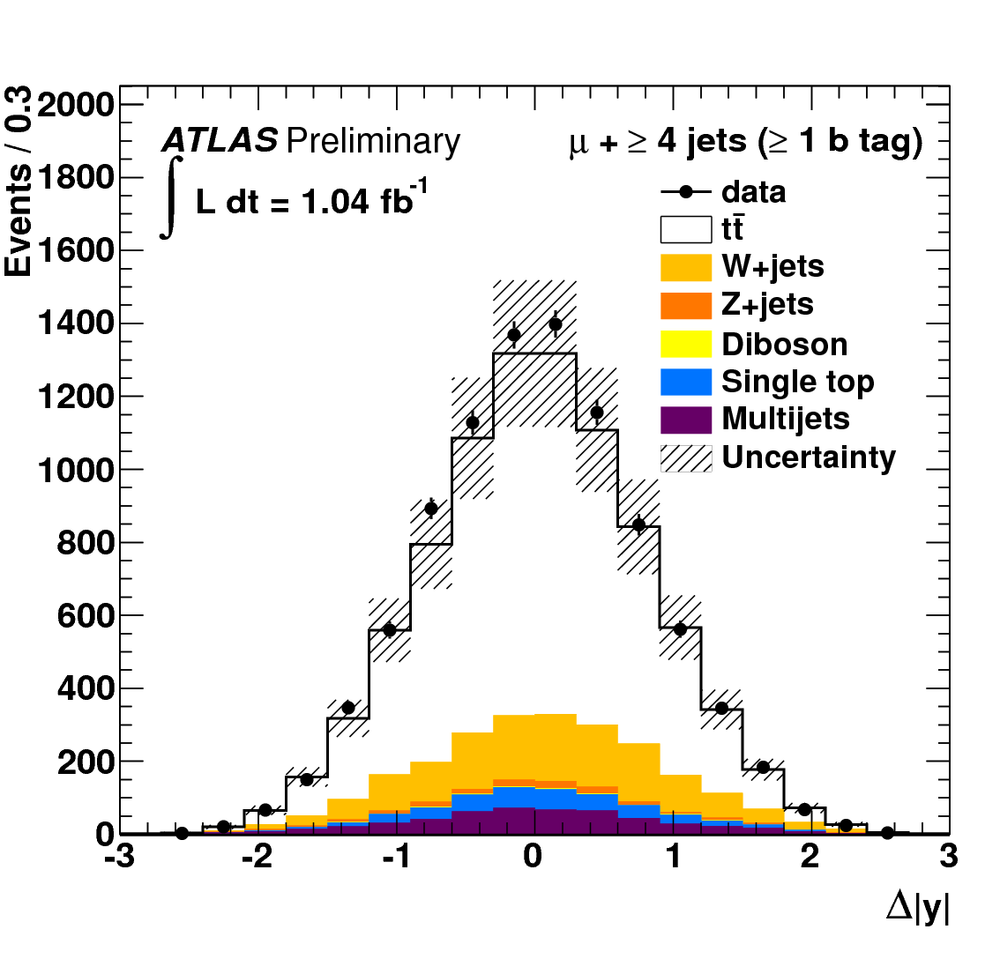 Events / 0.3
2000
1800
1600
1400
1200
1000
800
600
400
200
0
ATLAS Preliminary
∫ L dt = 1.04 fb-1
μ + ≥ 4 jets (≥ 1 b tag)
data
tt̄
W+jets
Z+jets
Diboson
Single top
Multijets
Uncertainty
-3 -2 -1 0 1 2 3
Δ|y|